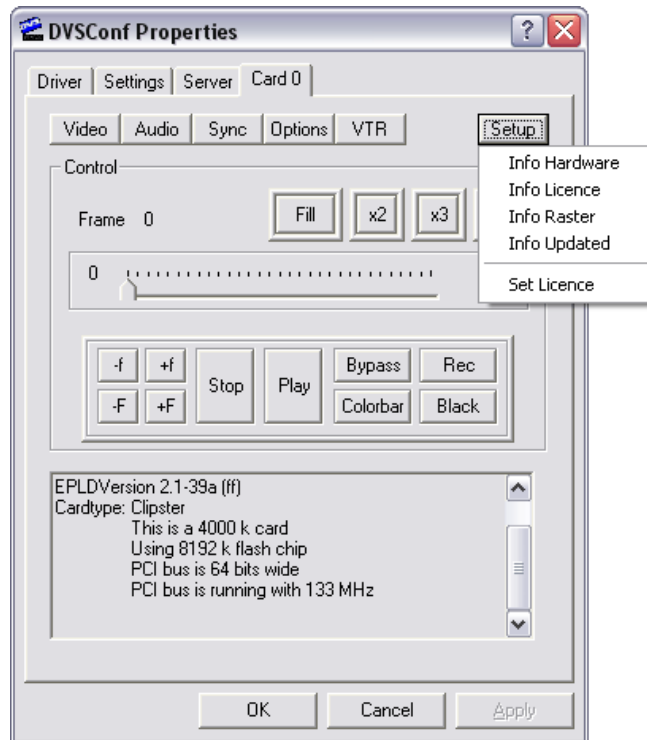 DVSConf Properties
Driver Settings Server Card 0
Video Audio Sync Options VTR Setup
Info Hardware
Info Licence
Info Raster
Info Updated
Set Licence
Control
Frame 0 Fill x2 x3
0
-f +f Stop Play Bypass Rec
-F +F Colorbar Black
EPLDVersion 2.1-39a (ff)
Cardtype: Clipster
This is a 4000 k card
Using 8192 k flash chip
PCI bus is 64 bits wide
PCI bus is running with 133 MHz
OK Cancel Apply